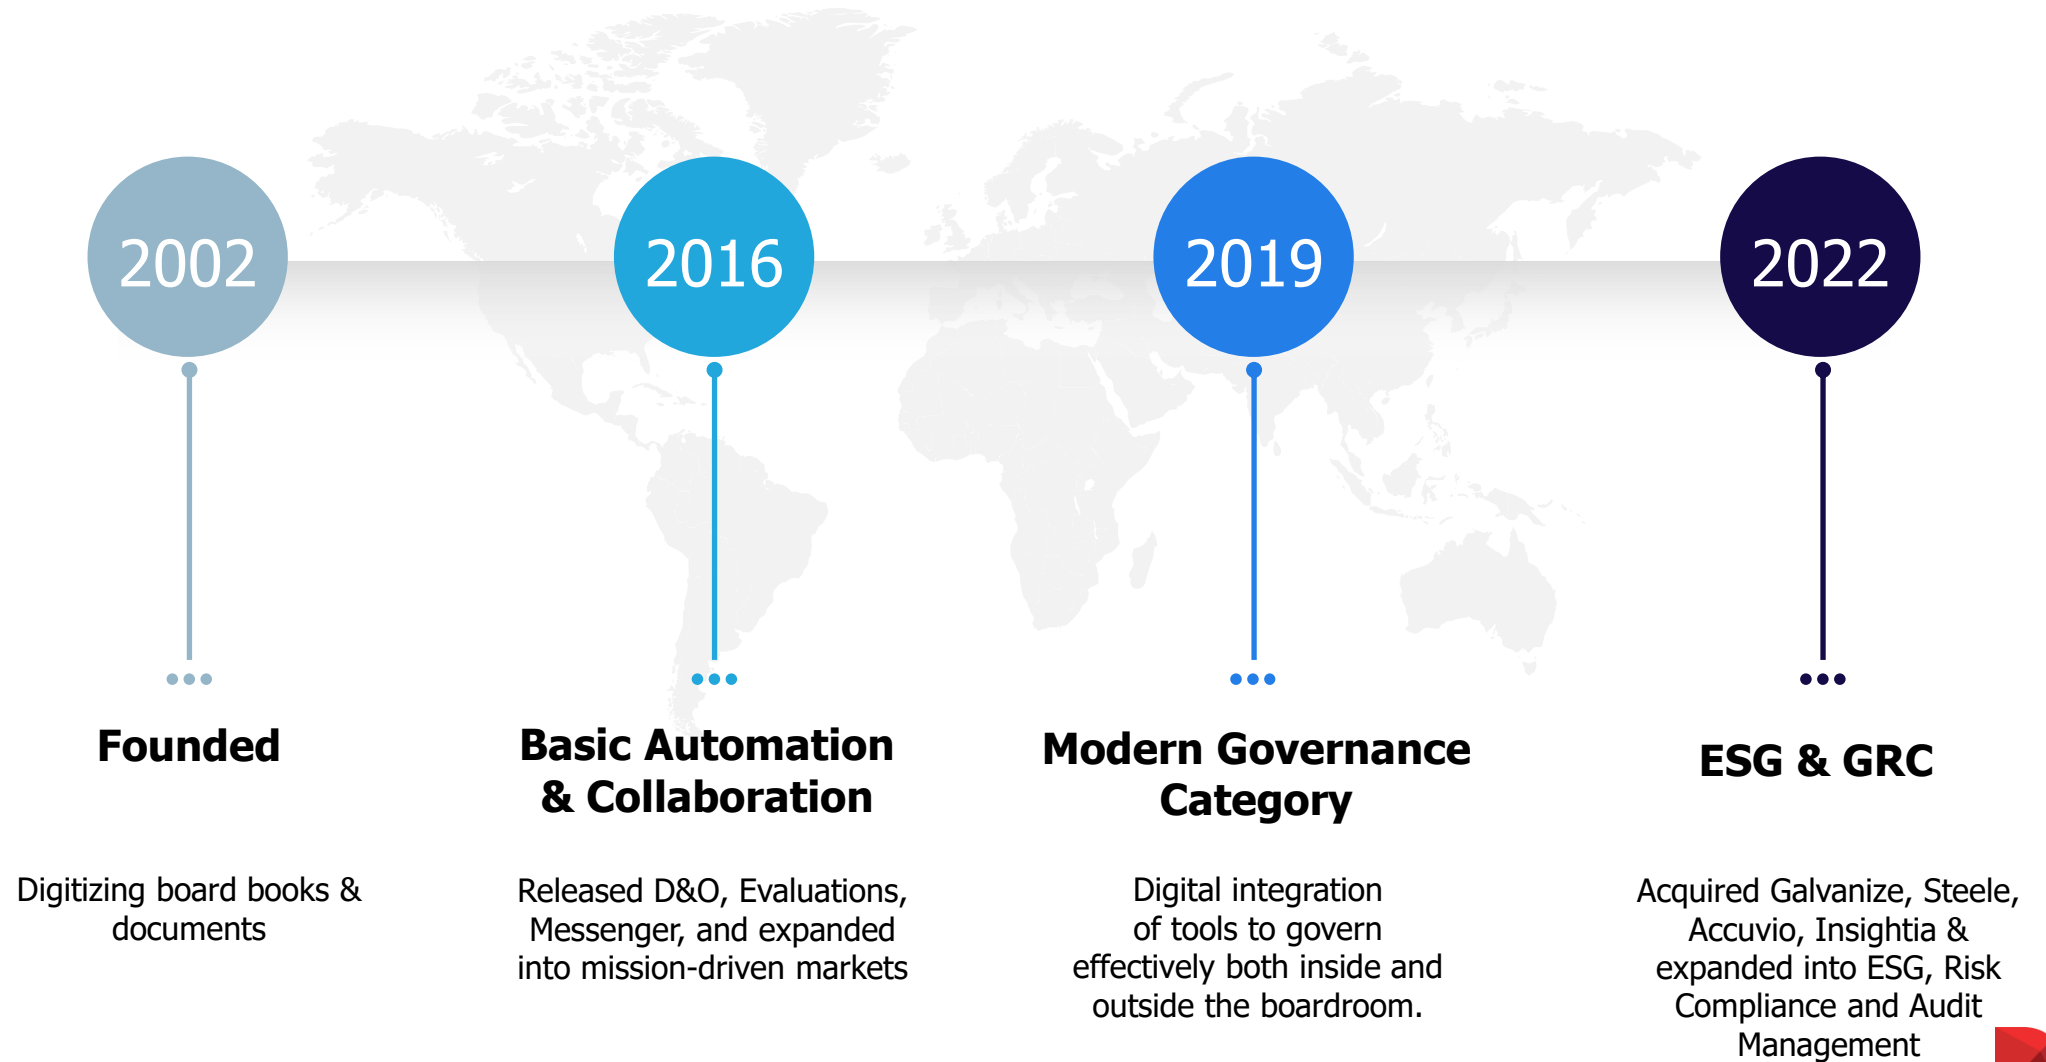 2002
2016
2019
2022
Founded
Digitizing board books &
documents
Basic Automation
& Collaboration
Released D&O, Evaluations,
Messenger, and expanded
into mission-driven markets
Modern Governance
Category
Digital integration
of tools to govern
effectively both inside and
outside the boardroom.
ESG & GRC
Acquired Galvanize, Steele,
Accuvio, Insightia &
expanded into ESG, Risk
Compliance and Audit
Management